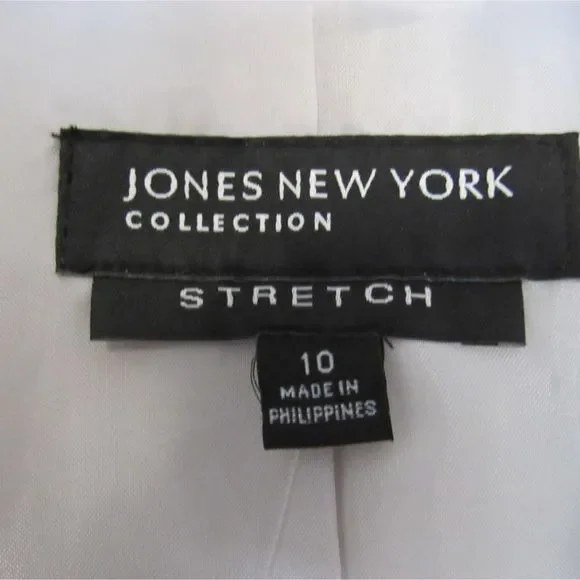 JONES NEW YORK
COLLECTION
STRETCH
10
MADE IN
PHILIPPINES